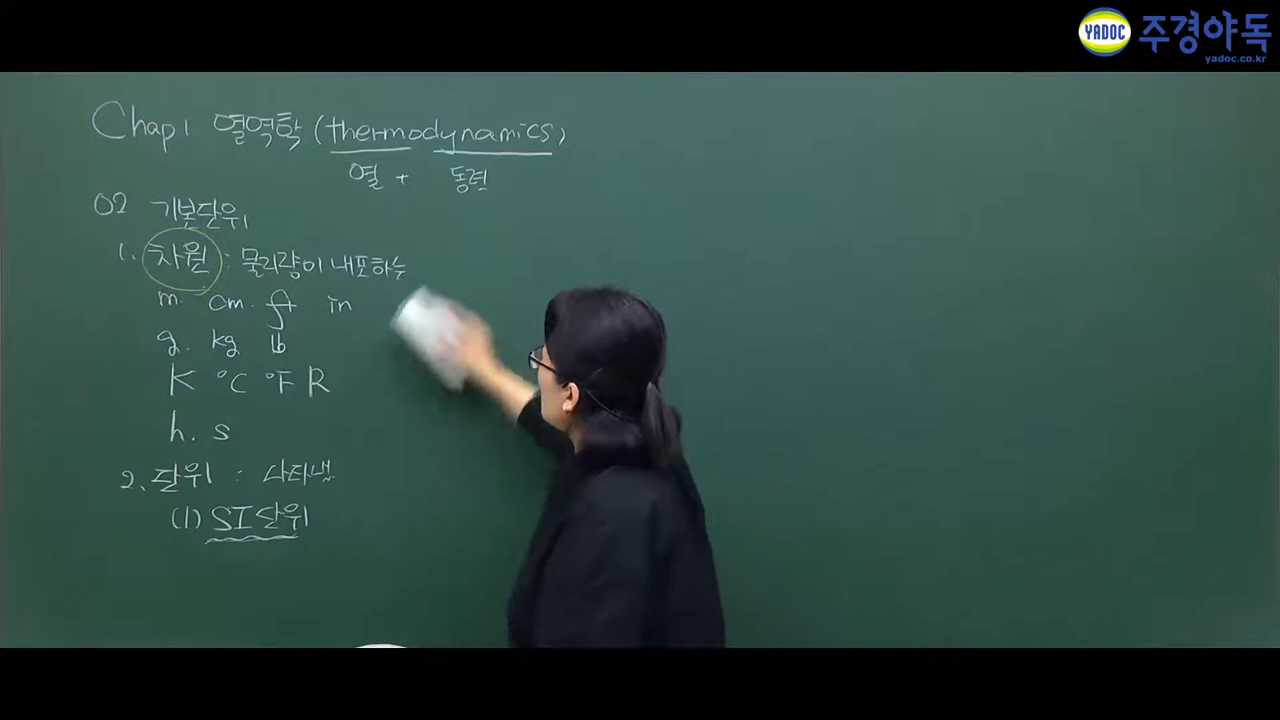 YADOC 주경야독
yadoc.co.kr
Chap1 열역학 (thermodynamics)
열 + 동력
02 기본단위
1. 차원 : 물리량이 내포하는
m. cm. ft in
g. kg lb
K °C °F R
h. s
2. 단위 : 나타냄
(1) SI단위